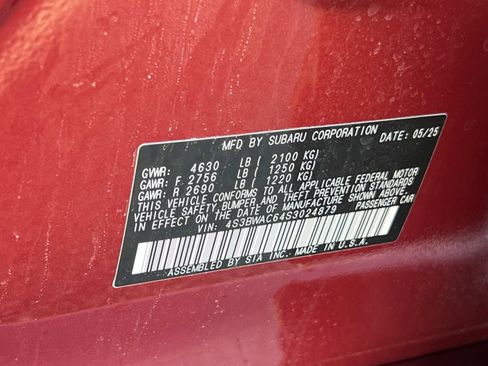 MFD BY SUBARU CORPORATION DATE: 05/25
GVWR: 4630 LB ( 2100 KG)
GAWR: F 2756 LB ( 1250 KG)
GAWR: R 2690 LB ( 1220 KG)
THIS VEHICLE CONFORMS TO ALL APPLICABLE FEDERAL MOTOR
VEHICLE SAFETY,BUMPER,AND THEFT PREVENTION STANDARDS
IN EFFECT ON THE DATE OF MANUFACTURE SHOWN ABOVE.
VIN: 4S3BWAC64S3024879 PASSENGER CAR
ASSEMBLED BY SIA INC. MADE IN U.S.A.